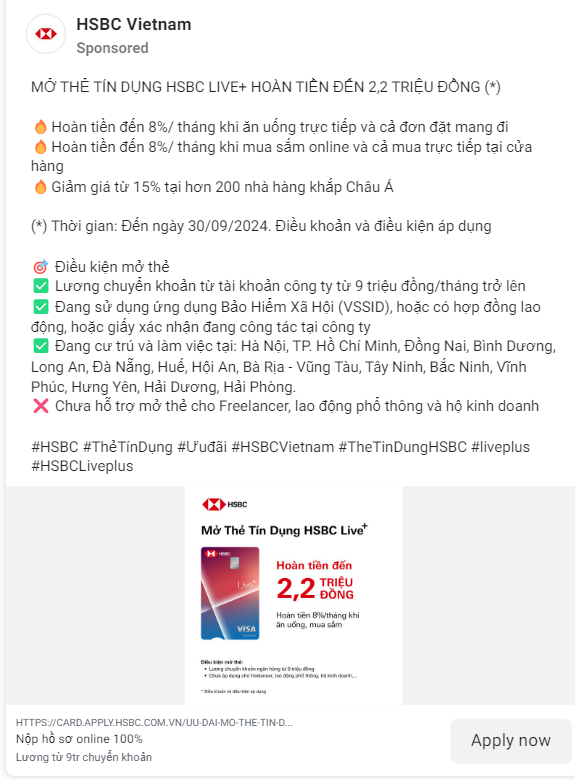 HSBC Vietnam
Sponsored
MỞ THẺ TÍN DỤNG HSBC LIVE+ HOÀN TIỀN ĐẾN 2,2 TRIỆU ĐỒNG (*)
🔥Hoàn tiền đến 8%/ tháng khi ăn uống trực tiếp và cả đơn đặt mang đi
🔥Hoàn tiền đến 8%/ tháng khi mua sắm online và cả mua trực tiếp tại cửa
hàng
🔥Giảm giá từ 15% tại hơn 200 nhà hàng khắp Châu Á
(*) Thời gian: Đến ngày 30/09/2024. Điều khoản và điều kiện áp dụng
🎯 Điều kiện mở thẻ
✅ Lương chuyển khoản từ tài khoản công ty từ 9 triệu đồng/tháng trở lên
✅ Đang sử dụng ứng dụng Bảo Hiểm Xã Hội (VSSID), hoặc có hợp đồng lao
động, hoặc giấy xác nhận đang công tác tại công ty
✅ Đang cư trú và làm việc tại: Hà Nội, TP. Hồ Chí Minh, Đồng Nai, Bình Dương,
Long An, Đà Nẵng, Huế, Hội An, Bà Rịa - Vũng Tàu, Tây Ninh, Bắc Ninh, Vĩnh
Phúc, Hưng Yên, Hải Dương, Hải Phòng.
❌ Chưa hỗ trợ mở thẻ cho Freelancer, lao động phổ thông và hộ kinh doanh
#HSBC #ThẻTínDụng #Ưuđãi #HSBCVietnam #TheTinDungHSBC #liveplus
#HSBCLiveplus
HSBC
Mở Thẻ Tín Dụng HSBC Live+
HSBC
Live+
VISA
Hoàn tiền đến
2,2 TRIỆU ĐỒNG
Hoàn tiền 8%/tháng khi
ăn uống, mua sắm
Điều kiện mở thẻ:
• Lương chuyển khoản ngân hàng từ 9 triệu đồng
• Chưa áp dụng cho freelancer, lao động phổ thông, hộ kinh doanh,...
* Điều khoản và điều kiện áp dụng
HTTPS://CARD.APPLY.HSBC.COM.VN/UU-DAI-MO-THE-TIN-D...
Nộp hồ sơ online 100%
Lương từ 9tr chuyển khoản
Apply now